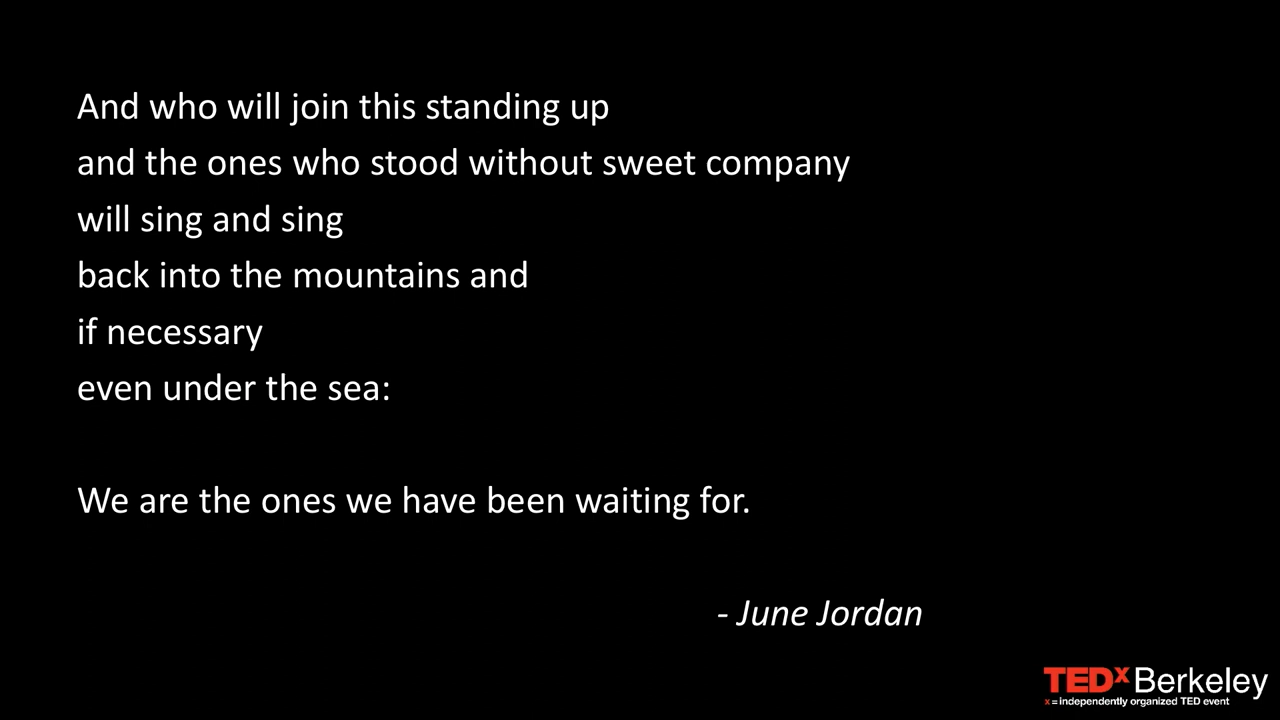 And who will join this standing up
and the ones who stood without sweet company
will sing and sing
back into the mountains and
if necessary
even under the sea:
We are the ones we have been waiting for.
- June Jordan
TEDx Berkeley
x = independently organized TED event